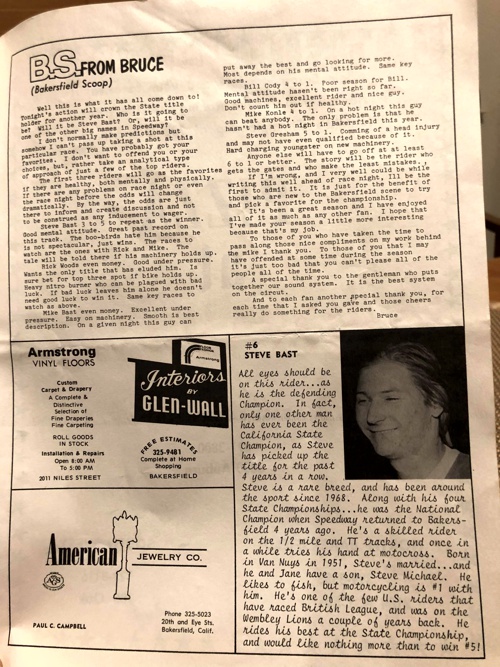 B.S. FROM BRUCE
(Bakersfield Scoop)
Well this is what it has all come down to!
Tonight's action will crown the State title
holder for another year. Who is it going to
be? Will it be Steve Bast? Or, will it be
one of the other big names in Speedway?
I don't normally make predictions but
somehow I can't pass up taking a shot at this
particular race. You have probably got your
favorites. I don't want to offend you or your
choices, but, rather take an analytical type
of approach of just a few of the top riders.
The first three riders will go as the favorites
if they are healthy, both mentally and physically.
If there are any problems on race night or even
the race night before the odds will change
dramatically. By the way, the odds are just
there to inform and create discussion and not
to be construed as any inducement to wager.
Steve Bast 3 to 5 repeat as the winner.
Good mental attitude. Great past record on
this track. The boo-birds hate him because he
is not spectacular, just wins. The races to
watch are the ones with Rick and Mike. The
tale will be told there if his machinery holds up.
Rick Woods even money. Good under pressure.
Wants the only title that has eluded him. Is
sure bet for top three spot if bike holds up.
Heavy nitro burner who can be plagued with bad
luck. If bad luck leaves him alone he doesn't
need good luck to win it. Same key races to
watch as above.
Mike Bast even money. Excellent under
pressure. Easy on machinery. Smooth is best
description. On a given night this guy can
put away the best and go looking for more.
Most depends on his mental attitude. Same key
races.
Bill Cody 4 to 1. Poor season for Bill.
Mental attitude hasen't been right so far.
Good machines, excellent rider and nice guy.
Don't count him out if healthy.
Mike Konle 4 to 1. On a hot night this guy
can beat anybody. The only problem is that he
hasn't had a hot night in Bakersfield this year.
Steve Gresham 5 to 1. Comming of a head injury
and may not have even qualified because of it.
Hard charging youngster on new machinery.
Anyone else will have to go off at at least
6 to 1 or better. The story will be the rider who
gets the gates and who make the least mistakes.
If I'm wrong, and I very well could be while
writing this well ahead of race night, I'll be the
first to admit it. It is just for the benefit of
those who are new to the Bakersfield scene to try
and pick a favorite for the championship.
It's been a great season and I have enjoyed
all of it as much as any other fan. I hope that
I've made your season a little more interesting
because that's my job.
To those of you who have taken the time to
pass along those nice compliments on my work behind
the mike I thank you. To those of you that I may
have offended at some time during the season
it's just too bad that you can't please all of the
people all of the time.
A special thank you to the gentleman who puts
together our sound system. It is the best system
on the circut.
And to each fan another special thank you, for
each time that I asked you gave and those cheers
really do something for the riders.
Bruce
Armstrong
VINYL FLOORS
Custom
Carpet & Drapery
A Complete &
Distinctive
Selection of
Fine Draperies
Fine Carpeting
ROLL GOODS
IN STOCK
Installation & Repairs
Open 8:00 AM
To 5:00 PM
2011 NILES STREET
Armstrong
Interiors
BY
GLEN-WALL
FREE ESTIMATES
325-9481
Complete at Home
Shopping
BAKERSFIELD
American JEWELRY CO.
PAUL C. CAMPBELL
Phone 325-5023
20th and Eye Sts.
Bakersfield, Calif.
#6
STEVE BAST
All eyes should be
on this rider...as
he is the defending
Champion. In fact,
only one other man
has ever been the
California State
Champion, as Steve
has picked up the
title for the past
4 years in a row.
Steve is a rare breed, and has been around
the sport since 1968. Along with his four
State Championships...he was the National
Champion when Speedway returned to Bakers-
field 4 years ago. He's a skilled rider
on the 1/2 mile and TT tracks, and once in
a while tries his hand at motocross. Born
in Van Nuys in 1951, Steve's married...and
he and Jane have a son, Steve Michael. He
likes to fish, but motorcycling is #1 with
him. He's one of the few U.S. riders that
have raced British League, and was on the
Wembley Lions a couple of years back. He
rides his best at the State Championship,
and would like nothing more than to win #5!